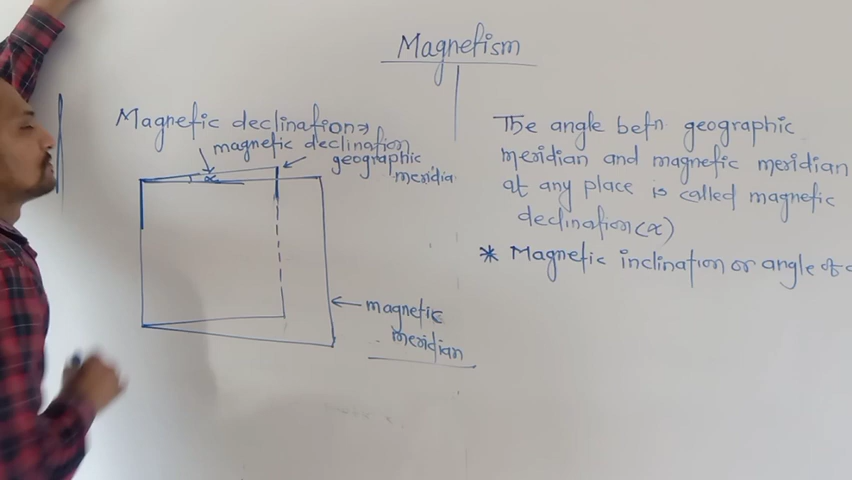 Magnetism
Magnetic declination⇒
magnetic declination
geographic
meridia
α
magnetic
meridian
The angle betn geographic
meridian and magnetic meridian
at any place is called magnetic
declination(α)
* Magnetic inclination or angle of